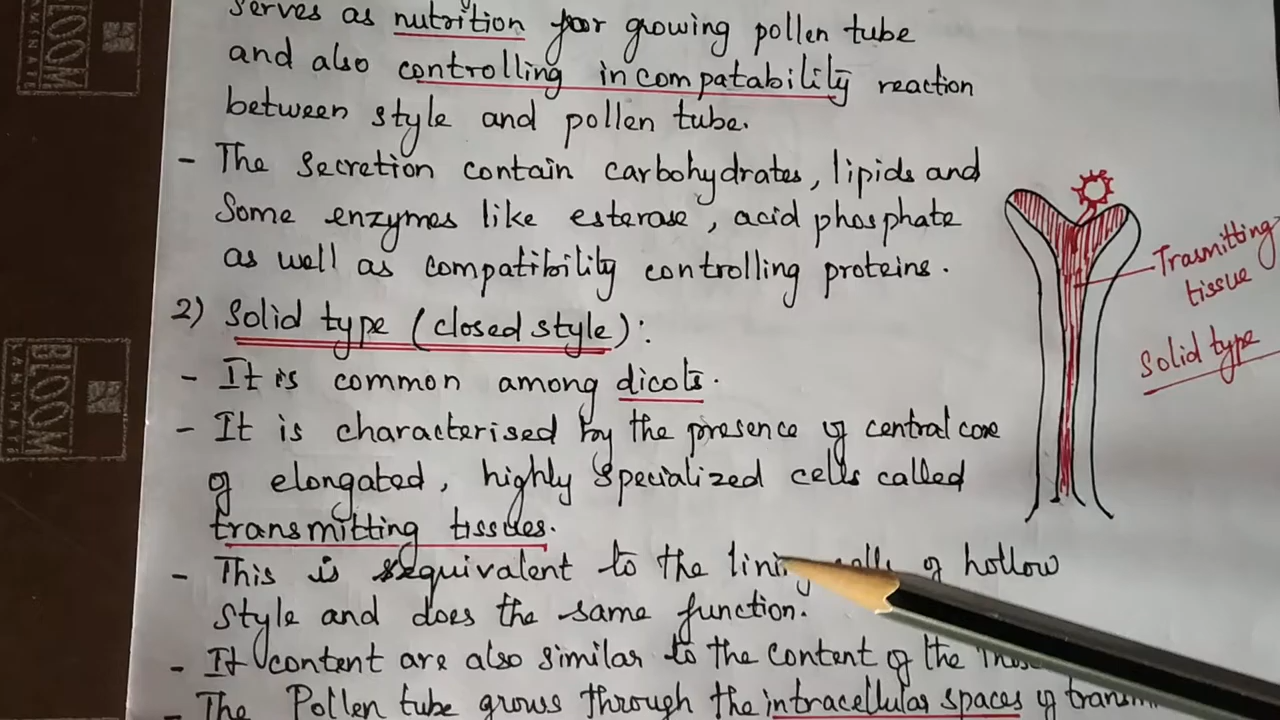 serves as nutrition for growing pollen tube
and also controlling incompatability reaction
between style and pollen tube.
- The secretion contain carbohydrates, lipids and
some enzymes like esterase, acid phosphate
as well as compatibility controlling proteins.
2) Solid type (closed style):
- It is common among dicots.
- It is characterised by the presence of central core
of elongated, highly specialized cells called
transmitting tissues.
- This is equivalent to the lining cells of hollow
style and does the same function.
- It content are also similar to the content of the
- The Pollen tube grows through the intracellular spaces of
Trasmitting
tissue
Solid type
BLOOM
BLOOM